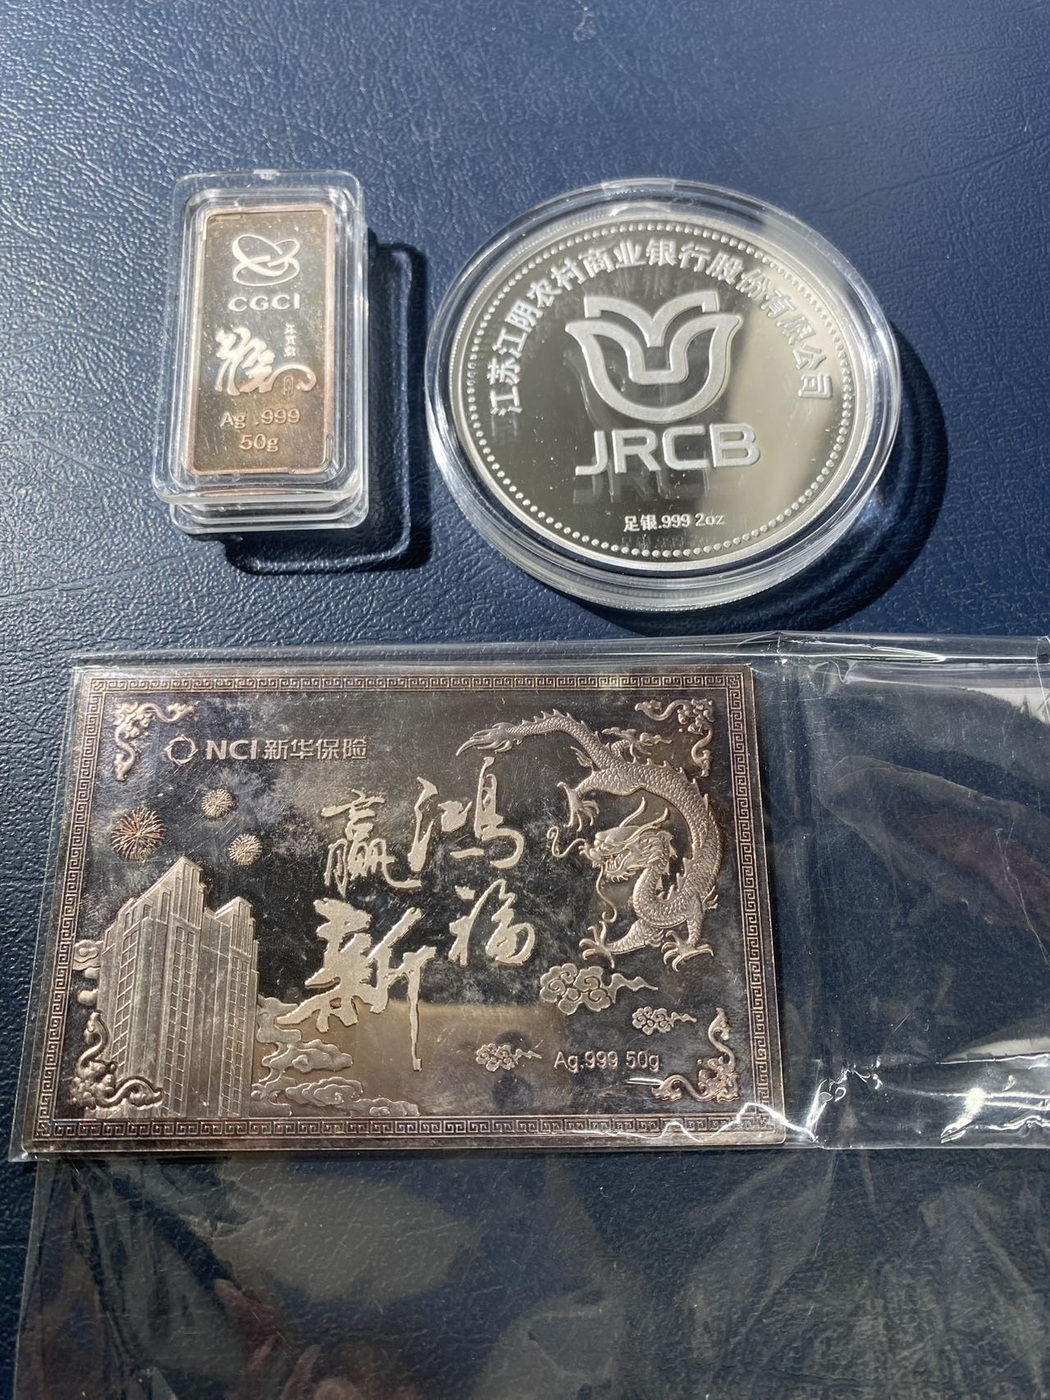 CGCI
Ag .999
50g
江苏江阴农村商业银行股份有限公司
JRCB
足银.999 2oz
NCI 新华保险
赢鸿
新福
Ag.999 50g